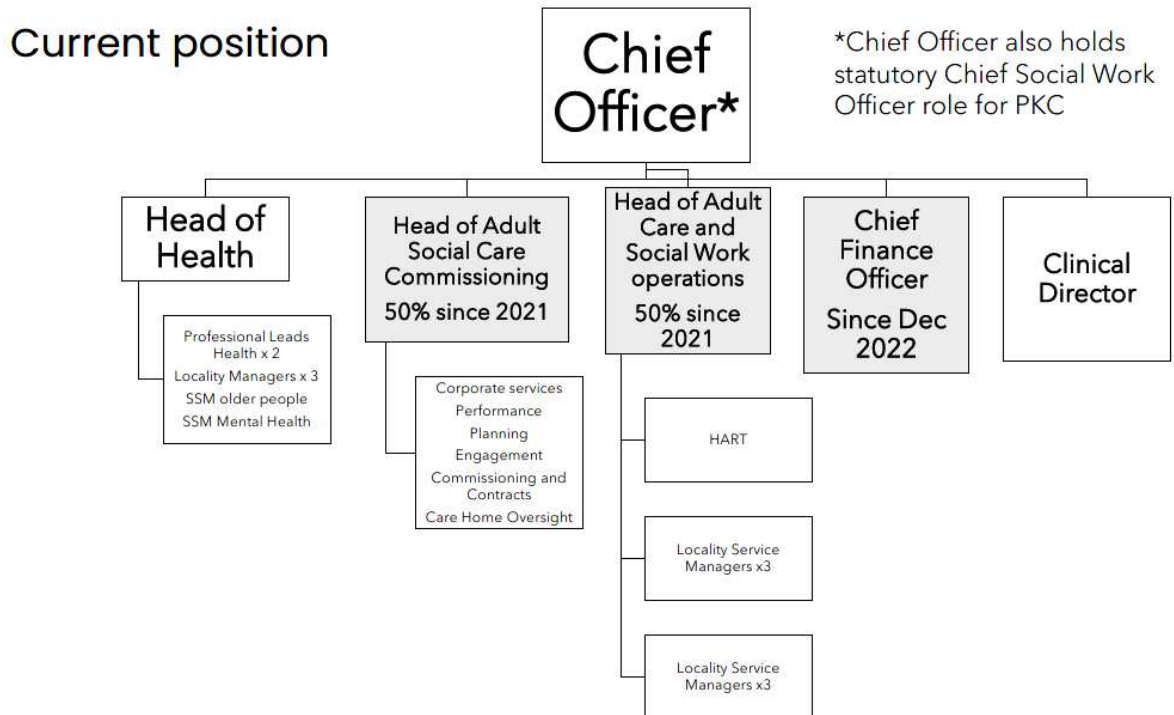 Current position
Chief
Officer*
*Chief Officer also holds
statutory Chief Social Work
Officer role for PKC
Head of
Health
Professional Leads
Health x 2
Locality Managers x 3
SSM older people
SSM Mental Health
Head of Adult
Social Care
Commissioning
50% since 2021
Corporate services
Performance
Planning
Engagement
Commissioning and
Contracts
Care Home Oversight
Head of Adult
Care and
Social Work
operations
50% since
2021
HART
Locality Service
Managers x3
Locality Service
Managers x3
Chief
Finance
Officer
Since Dec
2022
Clinical
Director